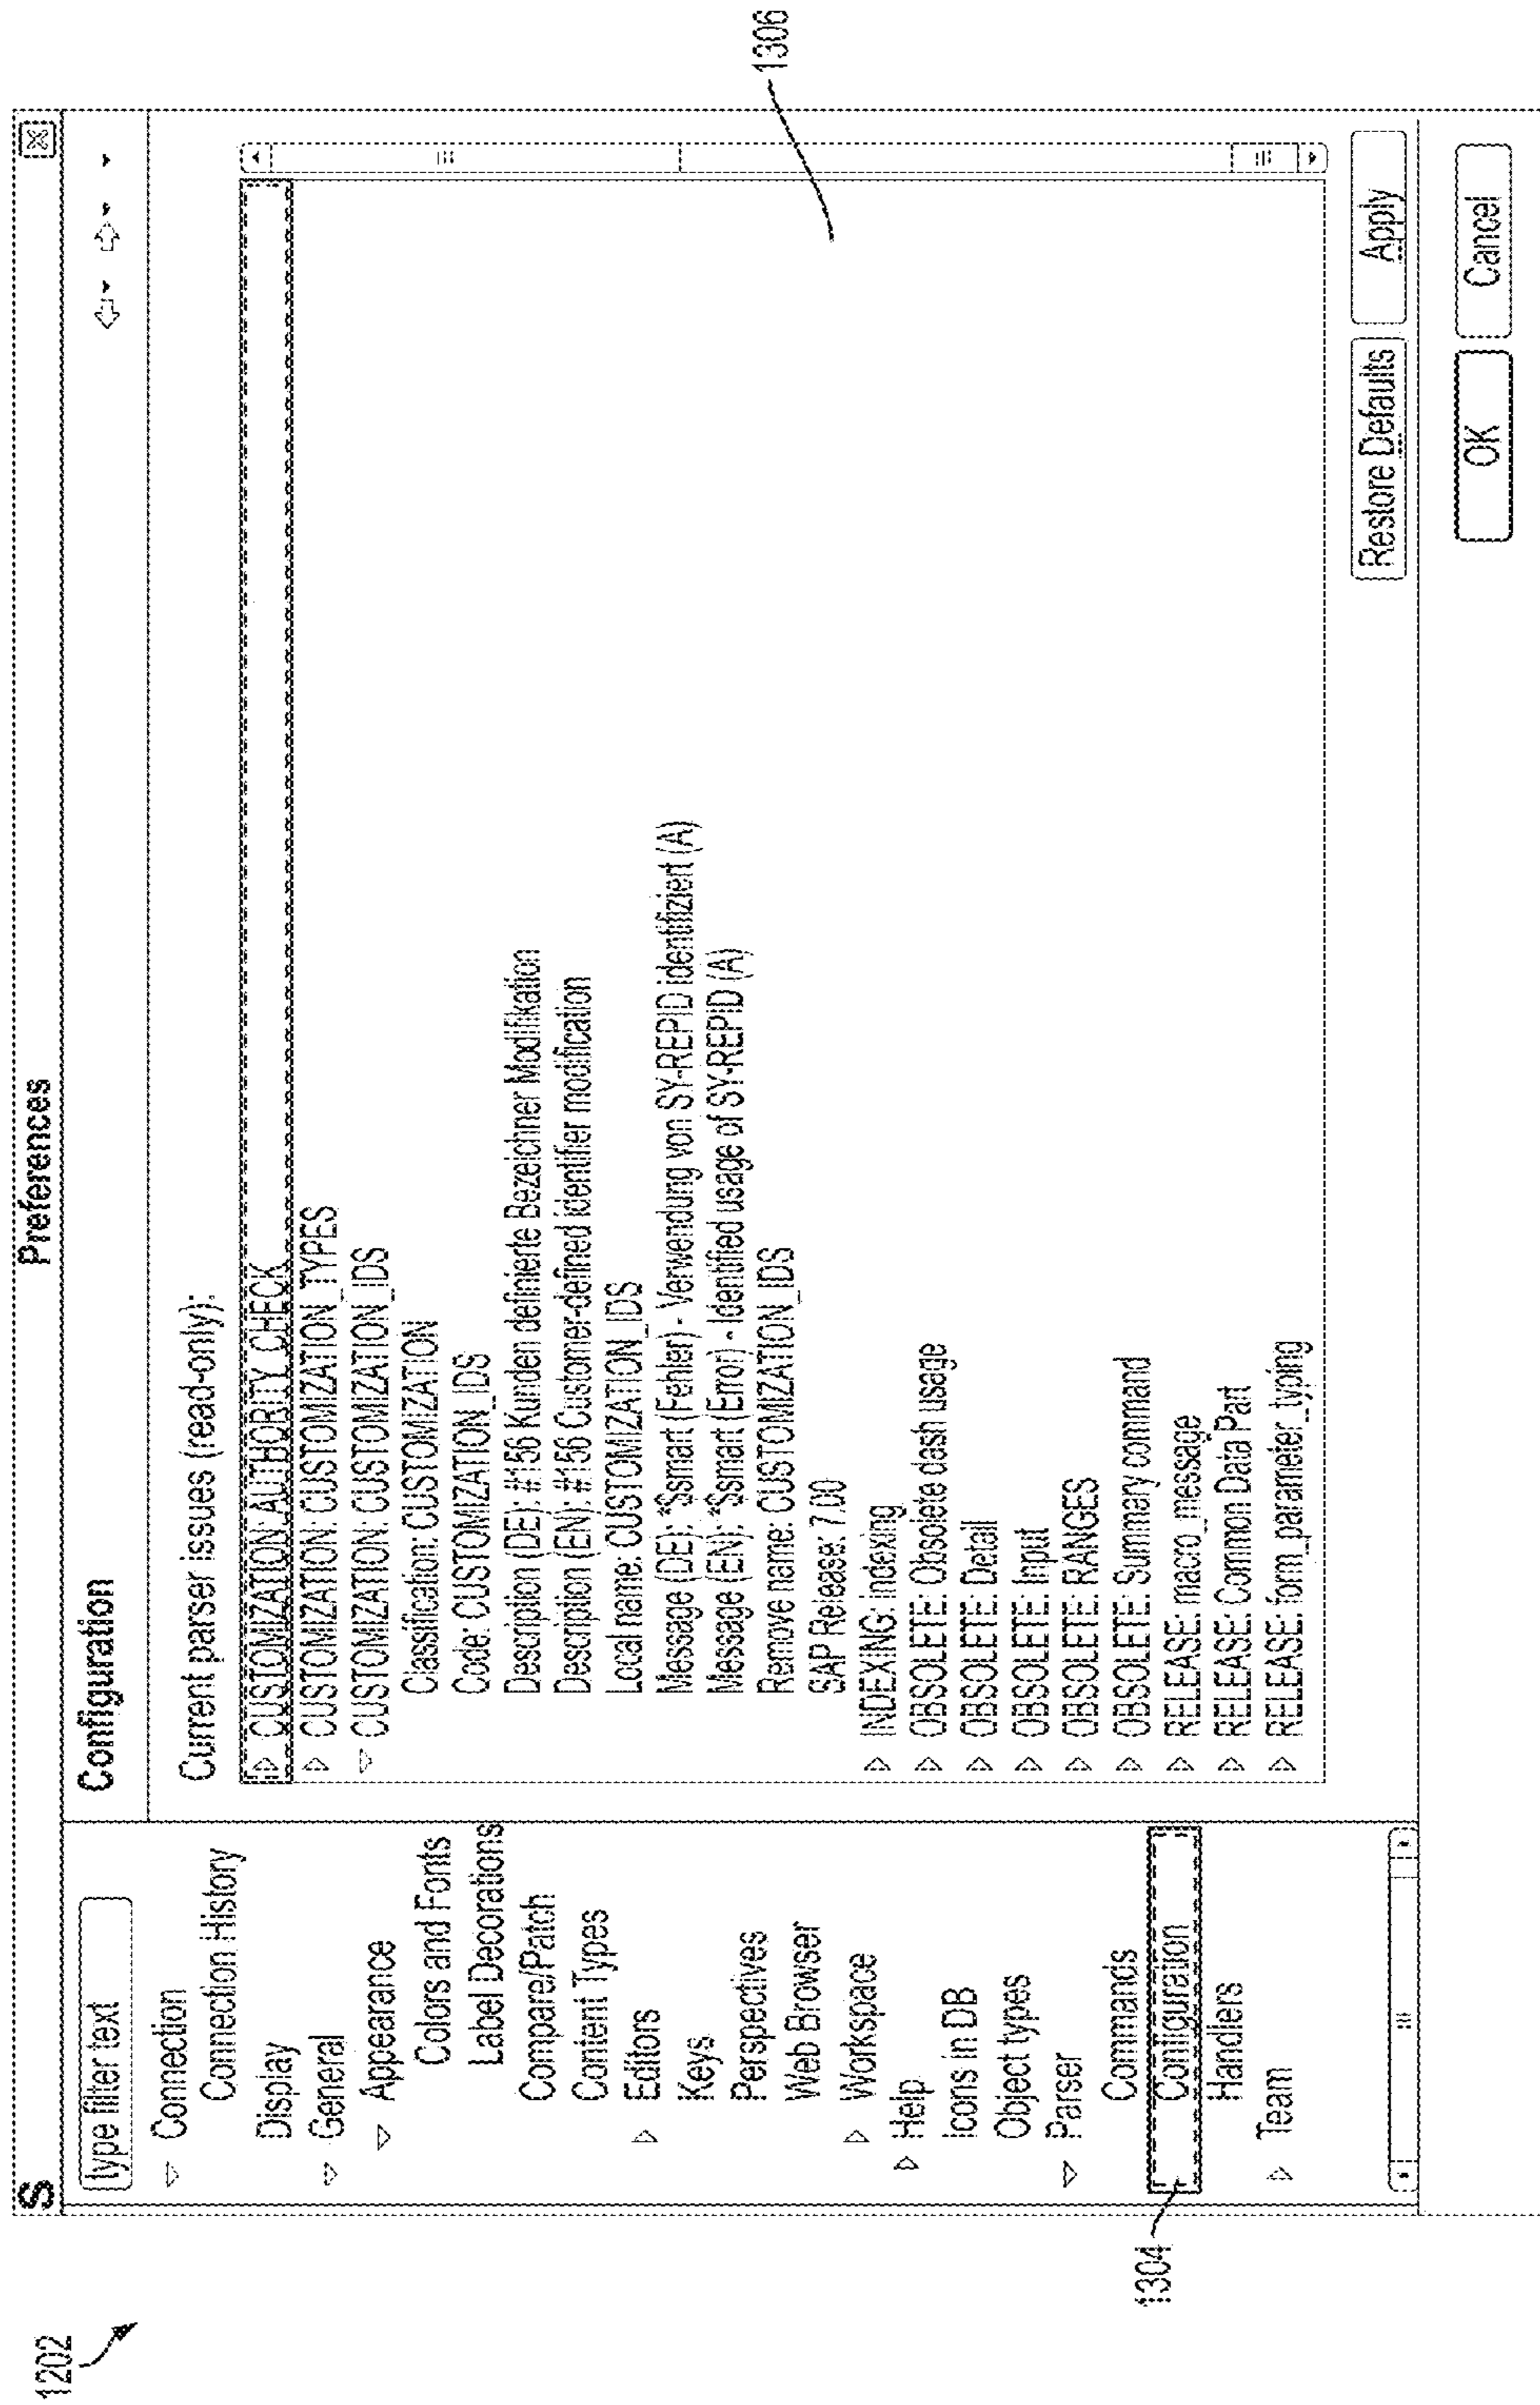 1202
S
Preferences
type filter text
Connection
Connection History
Display
General
Appearance
Colors and Fonts
Label Decorations
Compare/Patch
Content Types
Editors
Keys
Perspectives
Web Browser
Workspace
Help
Icons in DB
Object types
Parser
Commands
Configuration
Handlers
Team
1304
Configuration
Current parser issues (read-only):
CUSTOMIZATION: AUTHORITY_CHECK
CUSTOMIZATION: CUSTOMIZATION_TYPES
CUSTOMIZATION: CUSTOMIZATION_IDS
Classification: CUSTOMIZATION
Code: CUSTOMIZATION_IDS
Description (DE): #156 Kunden definierte Bezeichner Modifikation
Description (EN): #156 Customer-defined identifier modification
Local name: CUSTOMIZATION_IDS
Message (DE): *$smart (Fehler) - Verwendung von SY-REPID identifiziert (A)
Message (EN): *$smart (Error) - Identified usage of SY-REPID (A)
Remove name: CUSTOMIZATION_IDS
SAP Release: 7.00
INDEXING: indexing
OBSOLETE: Obsolete dash usage
OBSOLETE: Detail
OBSOLETE: Input
OBSOLETE: RANGES
OBSOLETE: Summary command
RELEASE: macro_message
RELEASE: Common Data Part
RELEASE: form_parameter_typing
1306
Restore Defaults
Apply
OK
Cancel